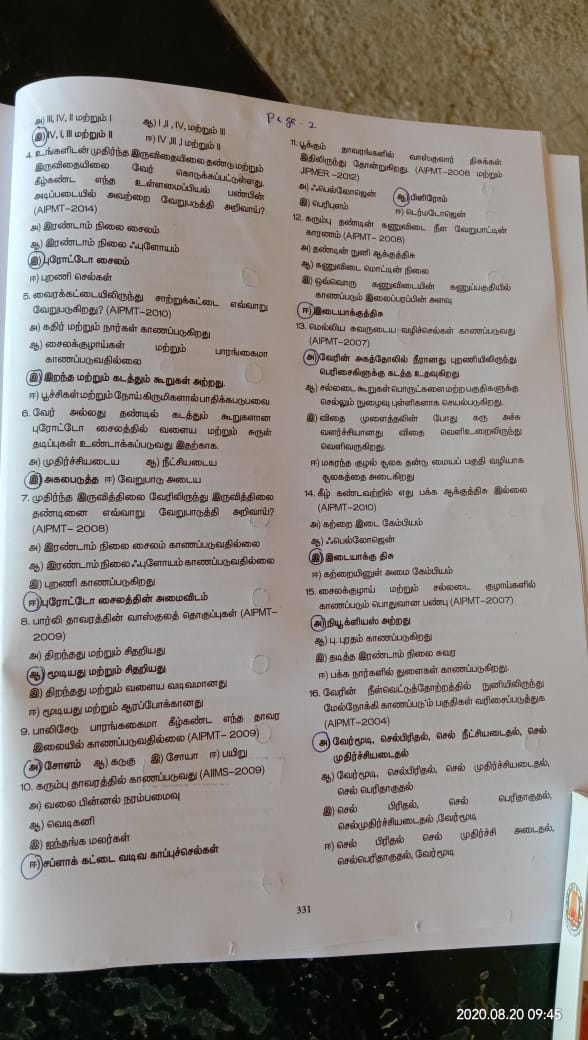 Page - 2
அ) III, IV, II மற்றும் I
ஆ) I ,II , IV, மற்றும் III
இ) IV, I, III மற்றும் II
ஈ) IV ,III ,I மற்றும் II
4. உங்களிடன் முதிர்ந்த இருவிதையிலை தண்டு மற்றும்
இருவிதையிலை வேர் கொடுக்கப்பட்டுள்ளது.
கீழ்கண்ட எந்த உள்ளமைப்பியல் பண்பின்
அடிப்படையில் அவற்றை வேறுபடுத்தி அறிவாய்?
(AIPMT-2014)
அ) இரண்டாம் நிலை சைலம்
ஆ) இரண்டாம் நிலை ஃபுளோயம்
இ) புரோட்டோ சைலம்
ஈ) புறணி செல்கள்
5. வைரக்கட்டையிலிருந்து சாற்றுக்கட்டை எவ்வாறு
வேறுபடுகிறது? (AIPMT-2010)
அ) கதிர் மற்றும் நார்கள் காணப்படுகிறது
ஆ) சைலக்குழாய்கள் மற்றும் பாரங்கைமா
காணப்படுவதில்லை
இ) இறந்த மற்றும் கடத்தும் கூறுகள் அற்றது.
ஈ) பூச்சிகள் மற்றும் நோய் கிருமிகளால் பாதிக்கபடுபவை
6. வேர் அல்லது தண்டில் கடத்தும் கூறுகளான
புரோட்டோ சைலத்தில் வளைய மற்றும் சுருள்
தடிப்புகள் உண்டாக்கப்படுவது இதற்காக.
அ) முதிர்ச்சியடைய ஆ) நீட்சியடைய
இ) அகலபடுத்த ஈ) வேறுபாடு அடைய
7. முதிர்ந்த இருவித்திலை வேரிலிருந்து இருவித்திலை
தண்டினை எவ்வாறு வேறுபாடுத்தி அறிவாய்?
(AIPMT- 2008)
அ) இரண்டாம் நிலை சைலம் காணப்படுவதில்லை
ஆ) இரண்டாம் நிலை ஃபுளோயம் காணப்படுவதில்லை
இ) புறணி காணப்படுகிறது
ஈ) புரோட்டோ சைலத்தின் அமைவிடம்
8. பார்லி தாவரத்தின் வாஸ்குலத் தொகுப்புகள் (AIPMT-
2009)
அ) திறந்தது மற்றும் சிதறியது
ஆ) மூடியது மற்றும் சிதறியது
இ) திறந்தது மற்றும் வளைய வடிவமானது
ஈ) மூடியது மற்றும் ஆரப்போக்கானது
9. பாலிசேடு பாரங்கைமா கீழ்கண்ட எந்த தாவர
இலையில் காணப்படுவதில்லை (AIPMT- 2009)
அ) சோளம் ஆ) கடுகு இ) சோயா ஈ) பயிறு
10. கரும்பு தாவரத்தில் காணப்படுவது (AIIMS-2009)
அ) வலை பின்னல் நரம்பமைவு
ஆ) வெடிகனி
இ) ஐந்தங்க மலர்கள்
ஈ) சப்ளாக் கட்டை வடிவ காப்புச்செல்கள்
11. பூக்கும் தாவரங்களில் வாஸ்குலார் திசுக்கள்
இதிலிருந்து தோன்றுகிறது. (AIPMT-2008 மற்றும்
JIPMER -2012)
அ) ஃபெல்லோஜென் ஆ) பிளிரோம்
இ) பெரிபுளம் ஈ) டெர்மடோஜென்
12. கரும்பு தண்டின் கணுவிடை நீள வேறுபாட்டின்
காரணம் (AIPMT- 2008)
அ) தண்டின் நுனி ஆக்குத்திசு
ஆ) கணுவிடை மொட்டின் நிலை
இ) ஒவ்வொரு கணுவிடையின் கணுப்பகுதியில்
காணப்படும் இலைப்பரப்பின் அளவு
ஈ) இடையாக்குத்திசு
13. மெல்லிய சுவருடைய வழிச்செல்கள் காணப்படுவது
(AIPMT-2007)
அ) வேரின் அகத்தோலில் நீரானது புறணியிலிருந்து
பெரிசைகிளுக்கு கடத்த உதவுகிறது
ஆ) சல்லடை கூறுகள் பொருட்களை மற்ற பகுதிகளுக்கு
செல்லும் நுழைவு புள்ளிகளாக செயல்படுகிறது.
இ) விதை முளைத்தலின் போது கரு அச்சு
வளர்ச்சியானது விதை வெளிஉறைலிருந்து
வெளிவருகிறது.
ஈ) மகரந்த குழல் சூலக தண்டு மையப் பகுதி வழியாக
சூலகத்தை அடைகிறது
14. கீழ் கண்டவற்றில் எது பக்க ஆக்குத்திசு இல்லை
(AIPMT-2010)
அ) கற்றை இடை கேம்பியம்
ஆ) ஃபெல்லோஜென்
இ) இடையாக்கு திசு
ஈ) கற்றையினுள் அமை கேம்பியம்
15. சைலக்குழாய் மற்றும் சல்லடை குழாய்களில்
காணப்படும் பொதுவான பண்பு (AIPMT-2007)
அ) நியூக்ளியஸ் அற்றது
ஆ) பு. புரதம் காணப்படுகிறது
இ) தடித்த இரண்டாம் நிலை சுவர்
ஈ) பக்க நார்களில் துளைகள் காணப்படுகிறது
16. வேரின் நீள்வெட்டுத்தோற்றத்தில் நுனியிலிருந்து
மேல்நோக்கி காணப்படும் பகுதிகள் வரிசைப்படுத்துக
(AIPMT-2004)
அ) வேர்மூடி, செல்பிரிதல், செல் நீட்சியடைதல், செல்
முதிர்ச்சியடைதல்
ஆ) வேர்மூடி, செல்பிரிதல், செல் முதிர்ச்சியடைதல்,
செல் பெரிதாகுதல்
இ) செல் பிரிதல், செல் பெரிதாகுதல்,
செல்முதிர்ச்சியடைதல் ,வேர்மூடி
ஈ) செல் பிரிதல் செல் முதிர்ச்சி அடைதல்,
செல்பெரிதாகுதல், வேர்மூடி
331
2020.08.20 09:45